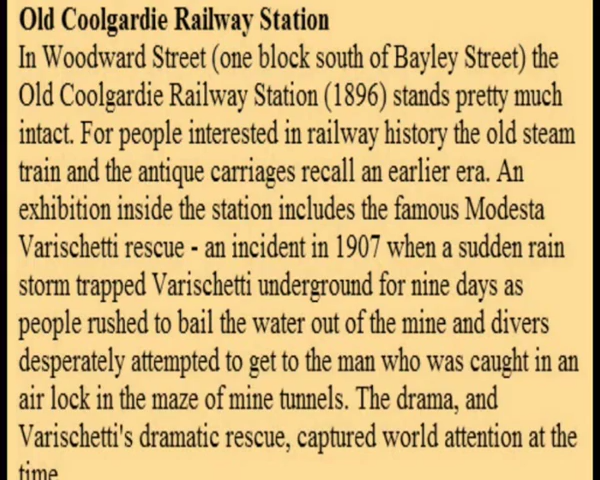 Old Coolgardie Railway Station
In Woodward Street (one block south of Bayley Street) the
Old Coolgardie Railway Station (1896) stands pretty much
intact. For people interested in railway history the old steam
train and the antique carriages recall an earlier era. An
exhibition inside the station includes the famous Modesta
Varischetti rescue - an incident in 1907 when a sudden rain
storm trapped Varischetti underground for nine days as
people rushed to bail the water out of the mine and divers
desperately attempted to get to the man who was caught in an
air lock in the maze of mine tunnels. The drama, and
Varischetti's dramatic rescue, captured world attention at the
time